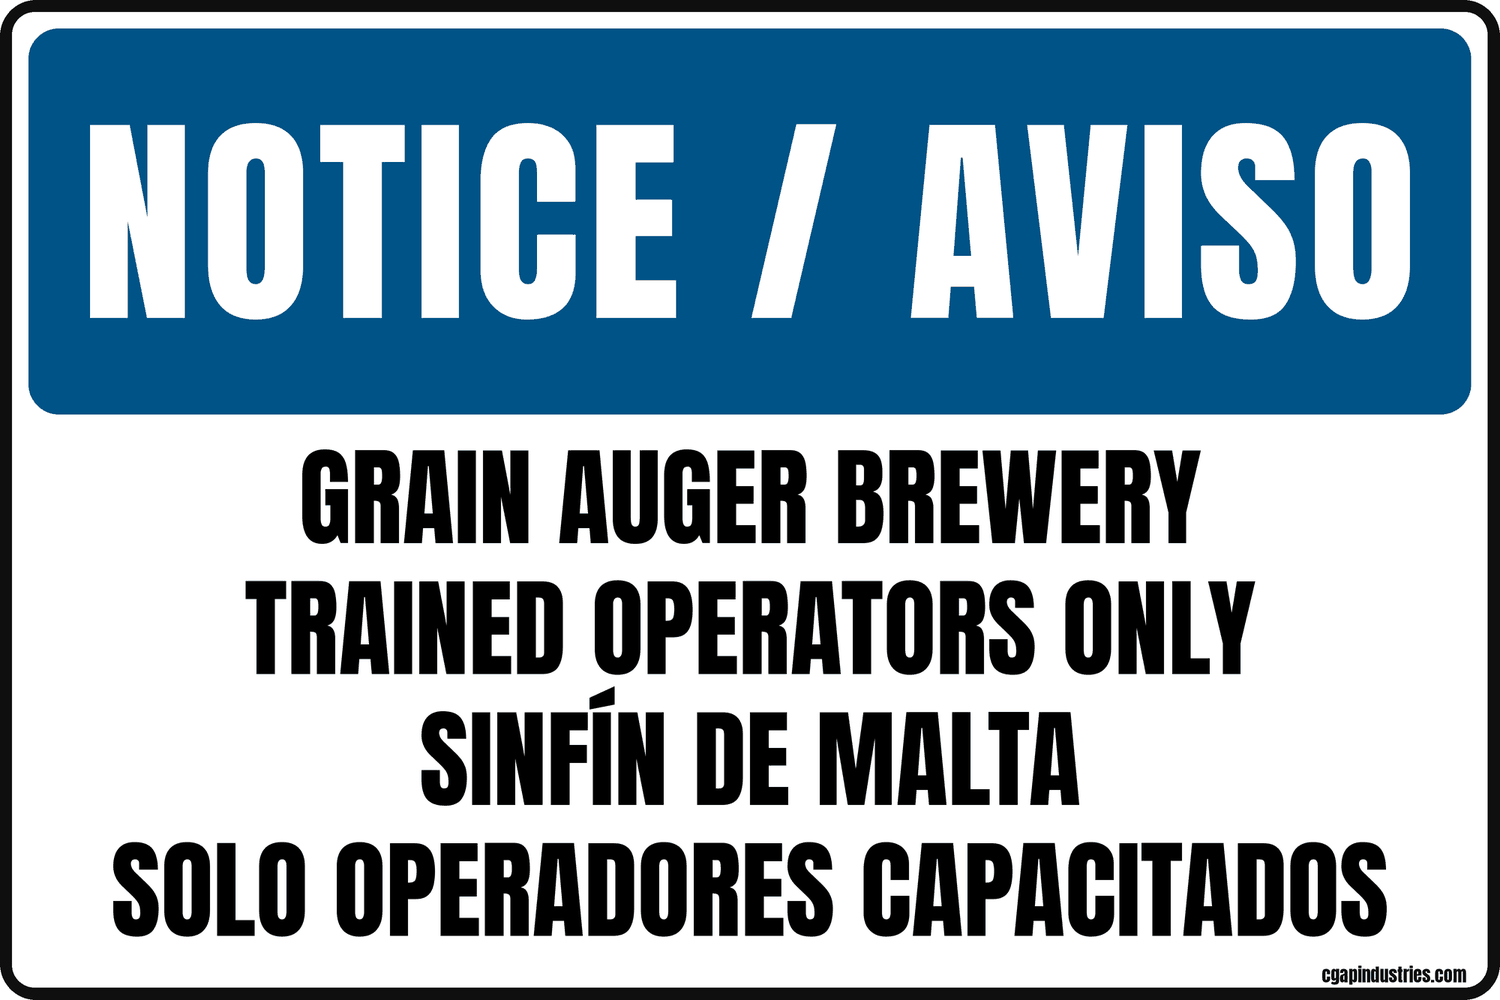 NOTICE / AVISO
GRAIN AUGER BREWERY
TRAINED OPERATORS ONLY
SINFÍN DE MALTA
SOLO OPERADORES CAPACITADOS
cgapindustries.com